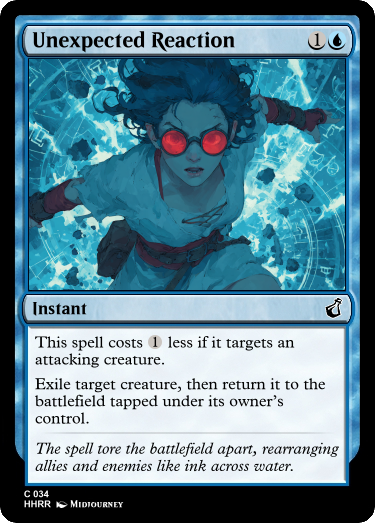 Unexpected Reaction 1
Instant
This spell costs 1 less if it targets an
attacking creature.
Exile target creature, then return it to the
battlefield tapped under its owner's
control.
The spell tore the battlefield apart, rearranging
allies and enemies like ink across water.
C 034
HHRR Midjourney